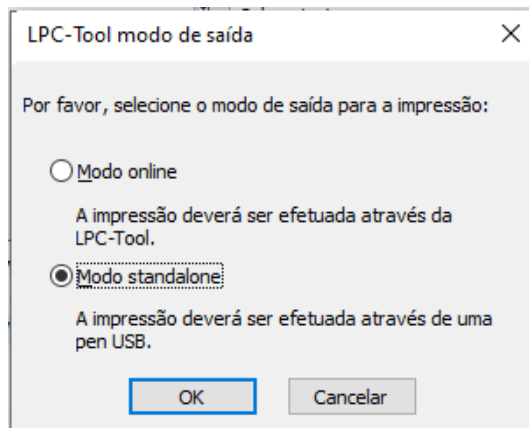 LPC-Tool modo de saída
Por favor, selecione o modo de saída para a impressão:
Modo online
A impressão deverá ser efetuada através da
LPC-Tool.
Modo standalone
A impressão deverá ser efetuada através de uma
pen USB.
OK Cancelar